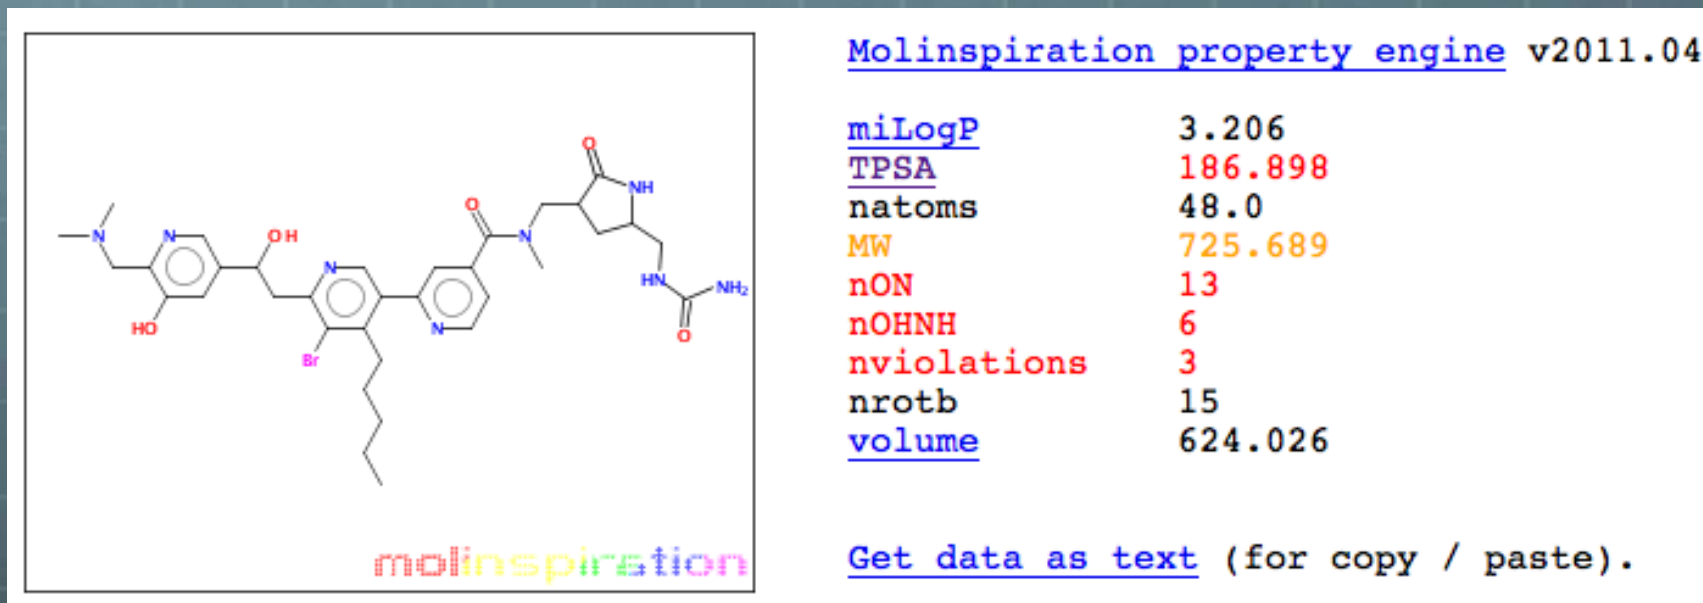 Molinspiration property engine v2011.04
miLogP 3.206
TPSA 186.898
natoms 48.0
MW 725.689
nON 13
nOHNH 6
nviolations 3
nrotb 15
volume 624.026
Get data as text (for copy / paste).
O
NH
O
N
N
OH
N
N
HN
NH2
HO
N
O
Br
molinspiration